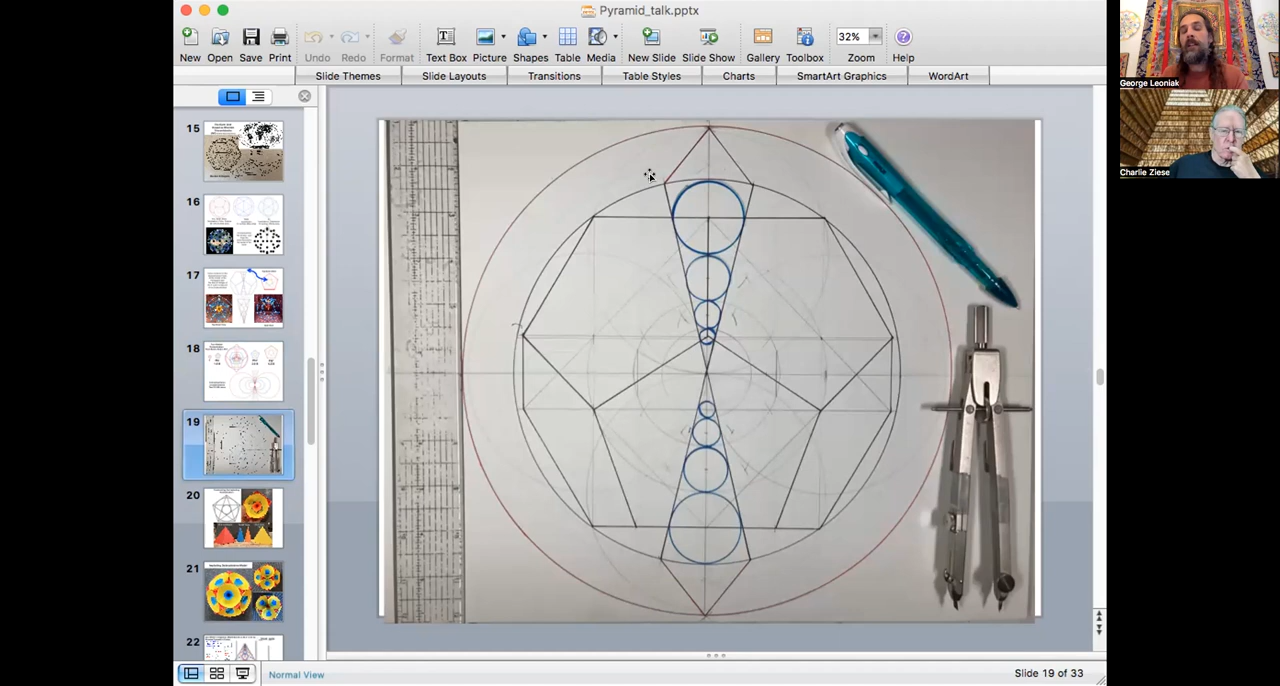 Pyramid_talk.pptx
New Open Save Print Undo Redo Format Text Box Picture Shapes Table Media New Slide Slide Show Gallery Toolbox 32% Zoom Help
Slide Themes Slide Layouts Transitions Table Styles Charts SmartArt Graphics WordArt
15
16
17
18
19
20
21
22
Normal View
Slide 19 of 33
George Leoniak
Charlie Ziese